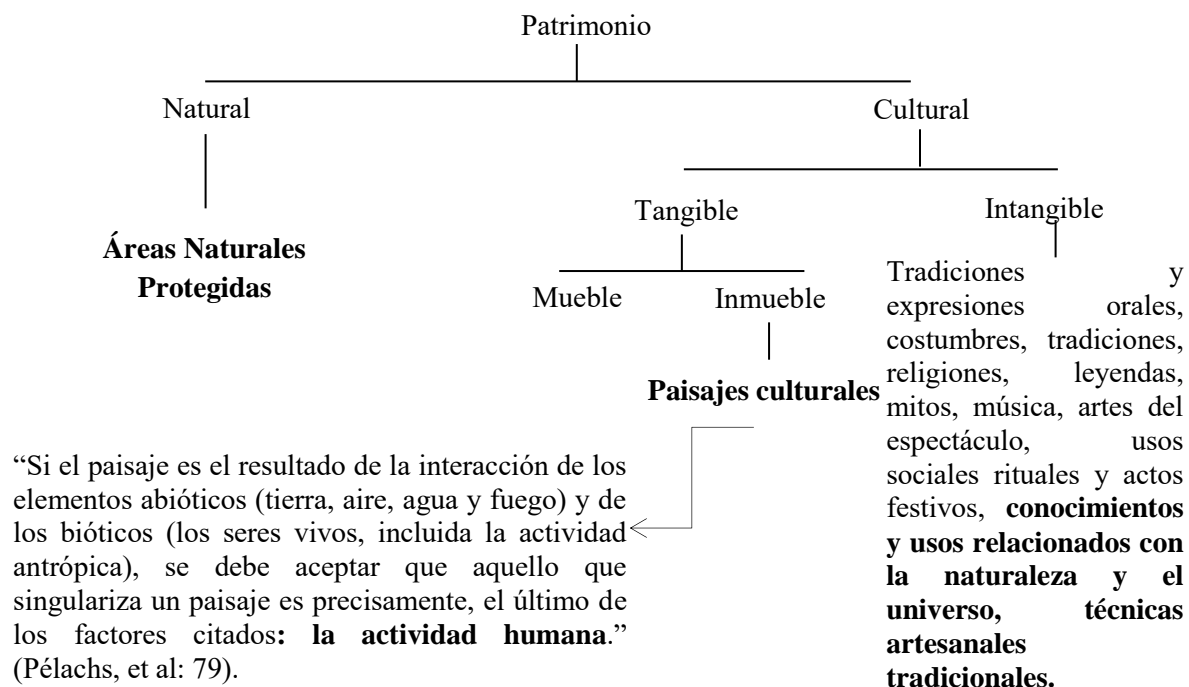 Patrimonio
Natural
Cultural
Tangible
Intangible
Áreas Naturales
Protegidas
Mueble
Inmueble
Paisajes culturales
Tradiciones y
expresiones orales,
costumbres, tradiciones,
religiones, leyendas,
mitos, música, artes del
espectáculo, usos
sociales rituales y actos
festivos, conocimientos
y usos relacionados con
la naturaleza y el
universo, técnicas
artesanales
tradicionales.
“Si el paisaje es el resultado de la interacción de los
elementos abióticos (tierra, aire, agua y fuego) y de
los bióticos (los seres vivos, incluida la actividad
antrópica), se debe aceptar que aquello que
singulariza un paisaje es precisamente, el último de
los factores citados: la actividad humana.”
(Pélachs, et al: 79).